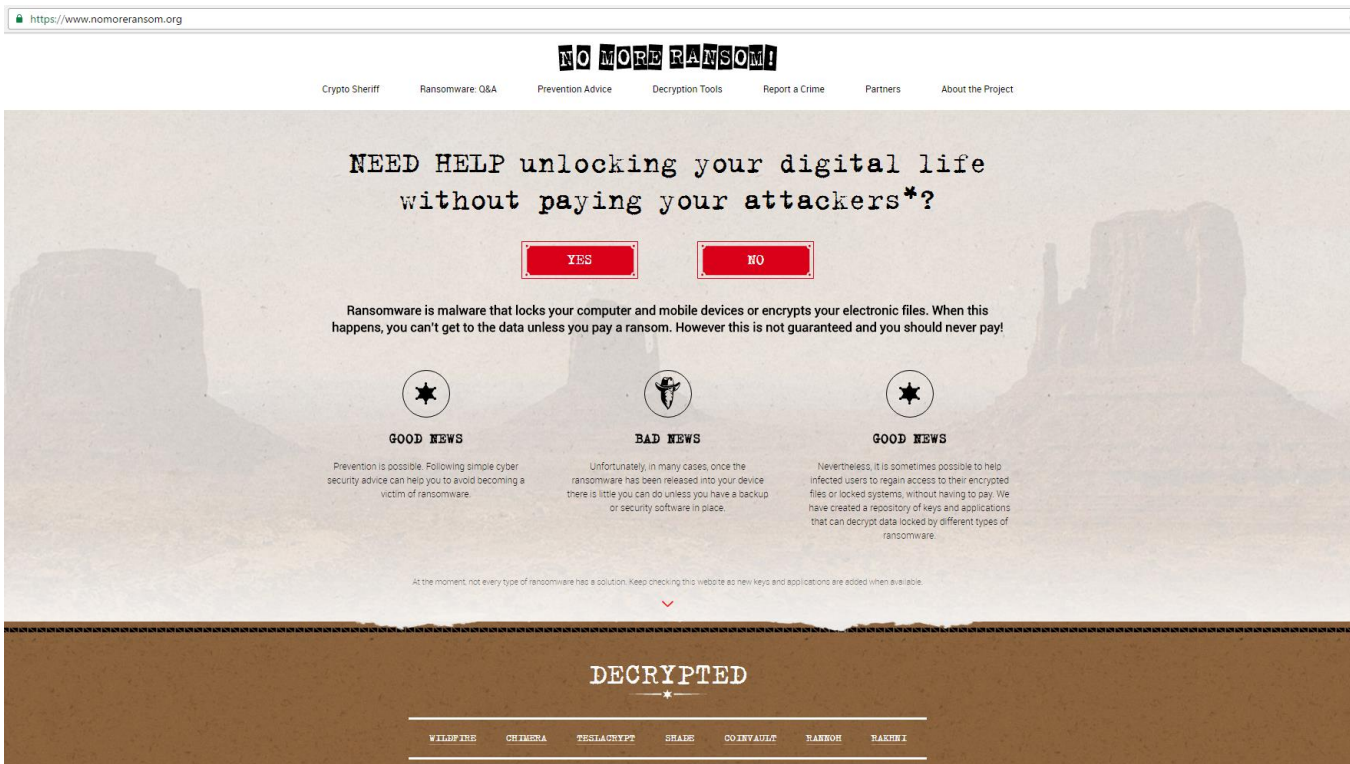 https://www.nomoreransom.org
NO MORE RANSOM!
Crypto Sheriff Ransomware: Q&A Prevention Advice Decryption Tools Report a Crime Partners About the Project
NEED HELP unlocking your digital life
without paying your attackers*?
YES NO
Ransomware is malware that locks your computer and mobile devices or encrypts your electronic files. When this
happens, you can't get to the data unless you pay a ransom. However this is not guaranteed and you should never pay!
GOOD NEWS
Prevention is possible. Following simple cyber
security advice can help you to avoid becoming a
victim of ransomware.
BAD NEWS
Unfortunately, in many cases, once the
ransomware has been released into your device
there is little you can do unless you have a backup
or security software in place.
GOOD NEWS
Nevertheless, it is sometimes possible to help
infected users to regain access to their encrypted
files or locked systems, without having to pay. We
have created a repository of keys and applications
that can decrypt data locked by different types of
ransomware.
At the moment, not every type of ransomware has a solution. Keep checking this website as new keys and applications are added when available.
DECRYPTED
WILDFIRE CHIMERA TESLACRYPT SHADE COINVAULT RANNOH RAKHNI